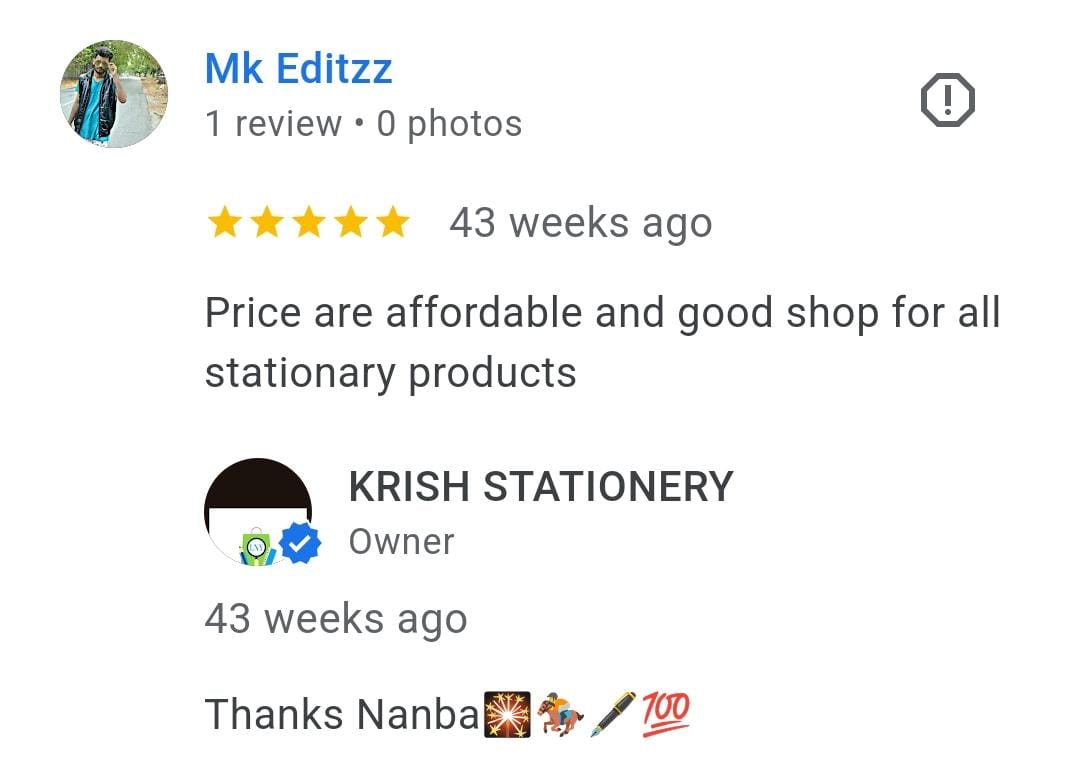 Mk Editzz
1 review • 0 photos
43 weeks ago
Price are affordable and good shop for all
stationary products
KRISH STATIONERY
Owner
43 weeks ago
Thanks Nanba🎇🏇🖋️💯